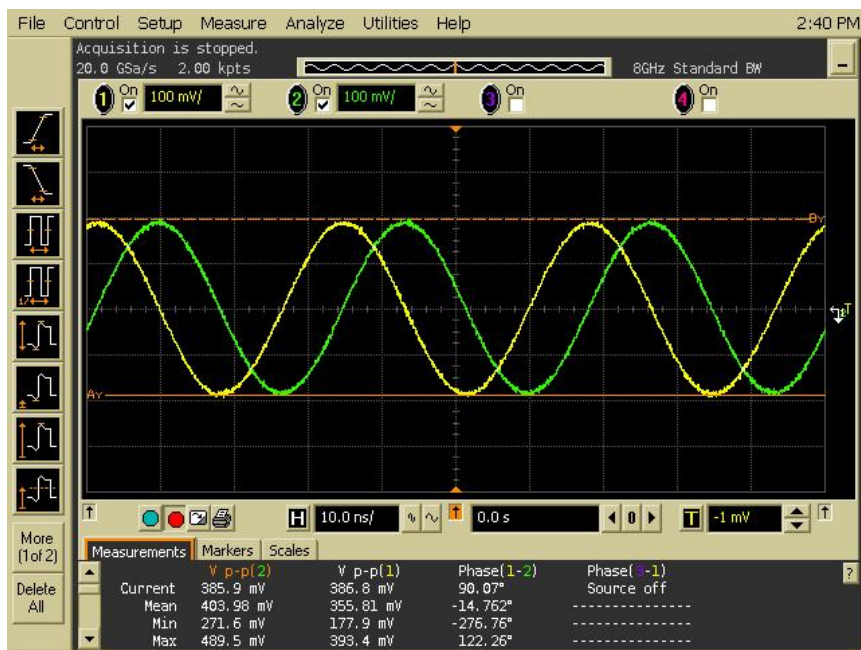 File Control Setup Measure Analyze Utilities Help 2:40 PM
Acquisition is stopped.
20.0 GSa/s 2.00 kpts 8GHz Standard BW
1 On 100 mV/ 2 On 100 mV/ 3 On 4 On
By
T
Ay
1/
More
(1of 2)
Delete
All
H 10.0 ns/ 0.0 s 0 T -1 mV
Measurements Markers Scales
V p-p(2) V p-p(1) Phase(1-2) Phase(3-1) ?
Current 385.9 mV 386.8 mV 90.07° Source off
Mean 403.98 mV 355.81 mV -14.762° ---------------
Min 271.6 mV 177.9 mV -276.76° ---------------
Max 489.5 mV 393.4 mV 122.26° ---------------